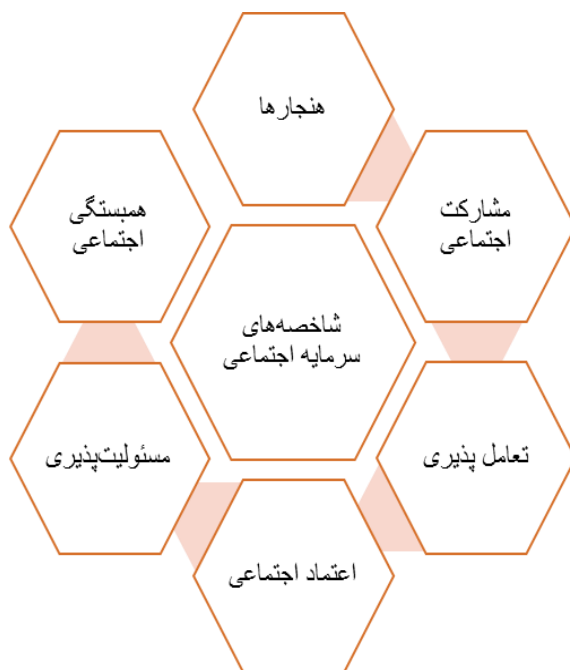 هنجارها
مشارکت
اجتماعی
همبستگی
اجتماعی
شاخصه‌های
سرمایه اجتماعی
تعامل پذیری
مسئولیت‌پذیری
اعتماد اجتماعی